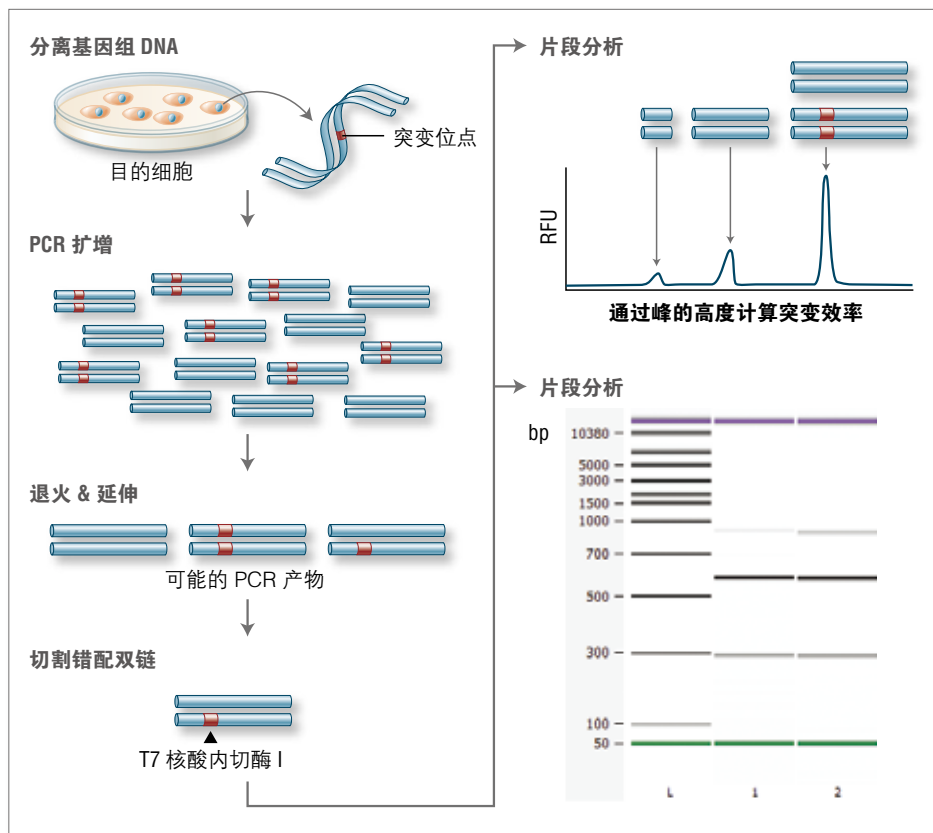 分离基因组 DNA
目的细胞
突变位点
PCR 扩增
退火 & 延伸
可能的 PCR 产物
切割错配双链
T7 核酸内切酶 I
片段分析
RFU
通过峰的高度计算突变效率
片段分析
bp
10380
5000
3000
1500
1000
700
500
300
100
50
L 1 2